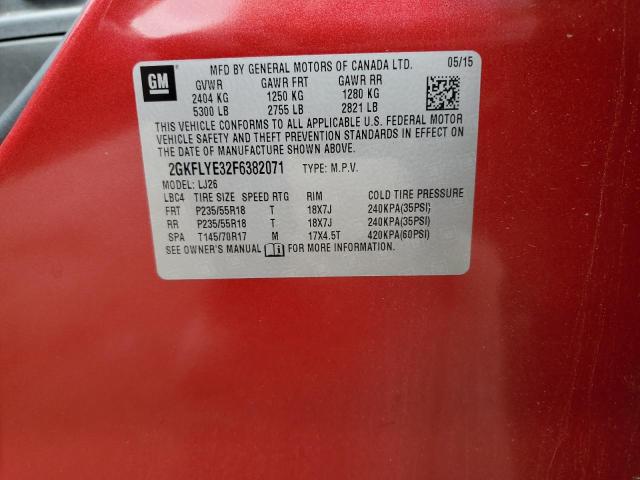 GM
MFD BY GENERAL MOTORS OF CANADA LTD. 05/15
GVWR GAWR FRT GAWR RR
2404 KG 1250 KG 1280 KG
5300 LB 2755 LB 2821 LB
THIS VEHICLE CONFORMS TO ALL APPLICABLE U.S. FEDERAL MOTOR
VEHICLE SAFETY AND THEFT PREVENTION STANDARDS IN EFFECT ON
THE DATE OF MANUFACTURE SHOWN ABOVE.
2GKFLYE32F6382071 TYPE: M.P.V.
MODEL: LJ26
LBC4 TIRE SIZE SPEED RTG RIM COLD TIRE PRESSURE
FRT P235/55R18 T 18X7J 240KPA(35PSI)
RR P235/55R18 T 18X7J 240KPA(35PSI)
SPA T145/70R17 M 17X4.5T 420KPA(60PSI)
SEE OWNER'S MANUAL FOR MORE INFORMATION